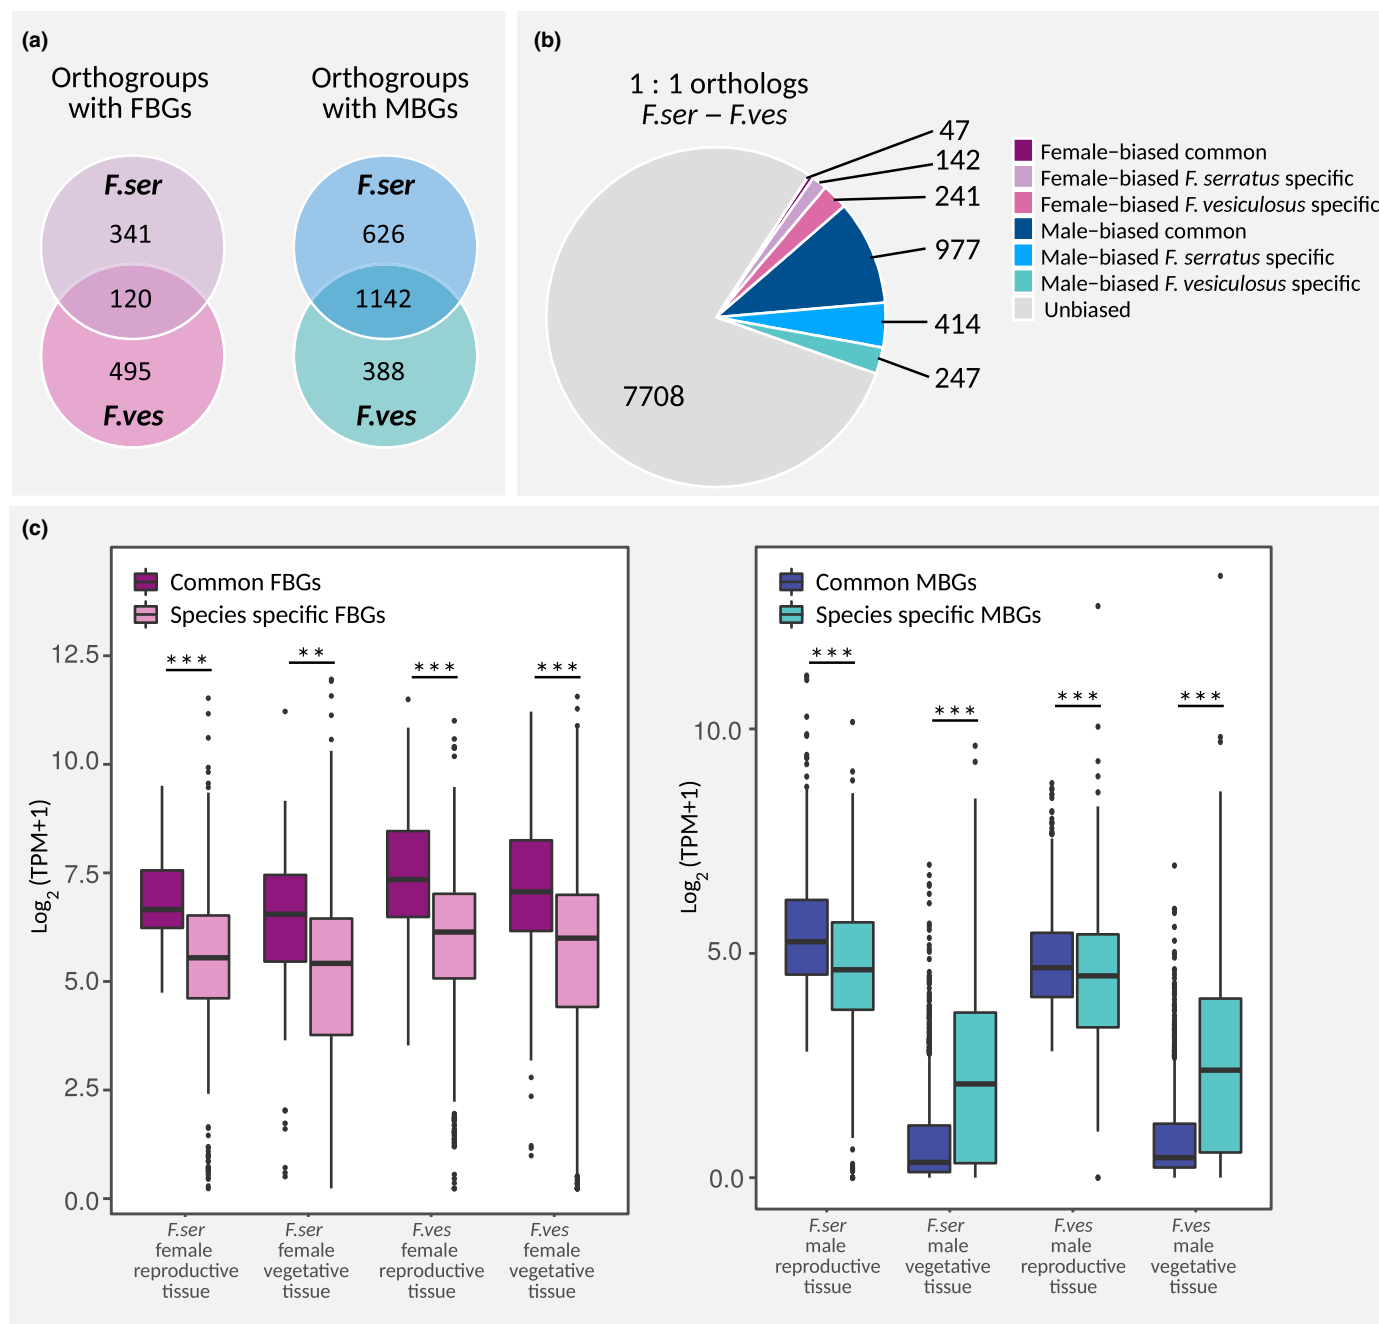 (a)
Orthogroups
with FBGs
Orthogroups
with MBGs
F.ser
341
120
495
F.ves
F.ser
626
1142
388
F.ves
(b)
1 : 1 orthologs
F.ser – F.ves
47
142
241
977
414
247
7708
Female–biased common
Female–biased F. serratus specific
Female–biased F. vesiculosus specific
Male–biased common
Male–biased F. serratus specific
Male–biased F. vesiculosus specific
Unbiased
(c)
Common FBGs
Species specific FBGs
Log2 (TPM+1)
12.5
10.0
7.5
5.0
2.5
0.0
***
**
***
***
F.ser
female
reproductive
tissue
F.ser
female
vegetative
tissue
F.ves
female
reproductive
tissue
F.ves
female
vegetative
tissue
Common MBGs
Species specific MBGs
Log2 (TPM+1)
10.0
5.0
0.0
***
***
***
***
F.ser
male
reproductive
tissue
F.ser
male
vegetative
tissue
F.ves
male
reproductive
tissue
F.ves
male
vegetative
tissue